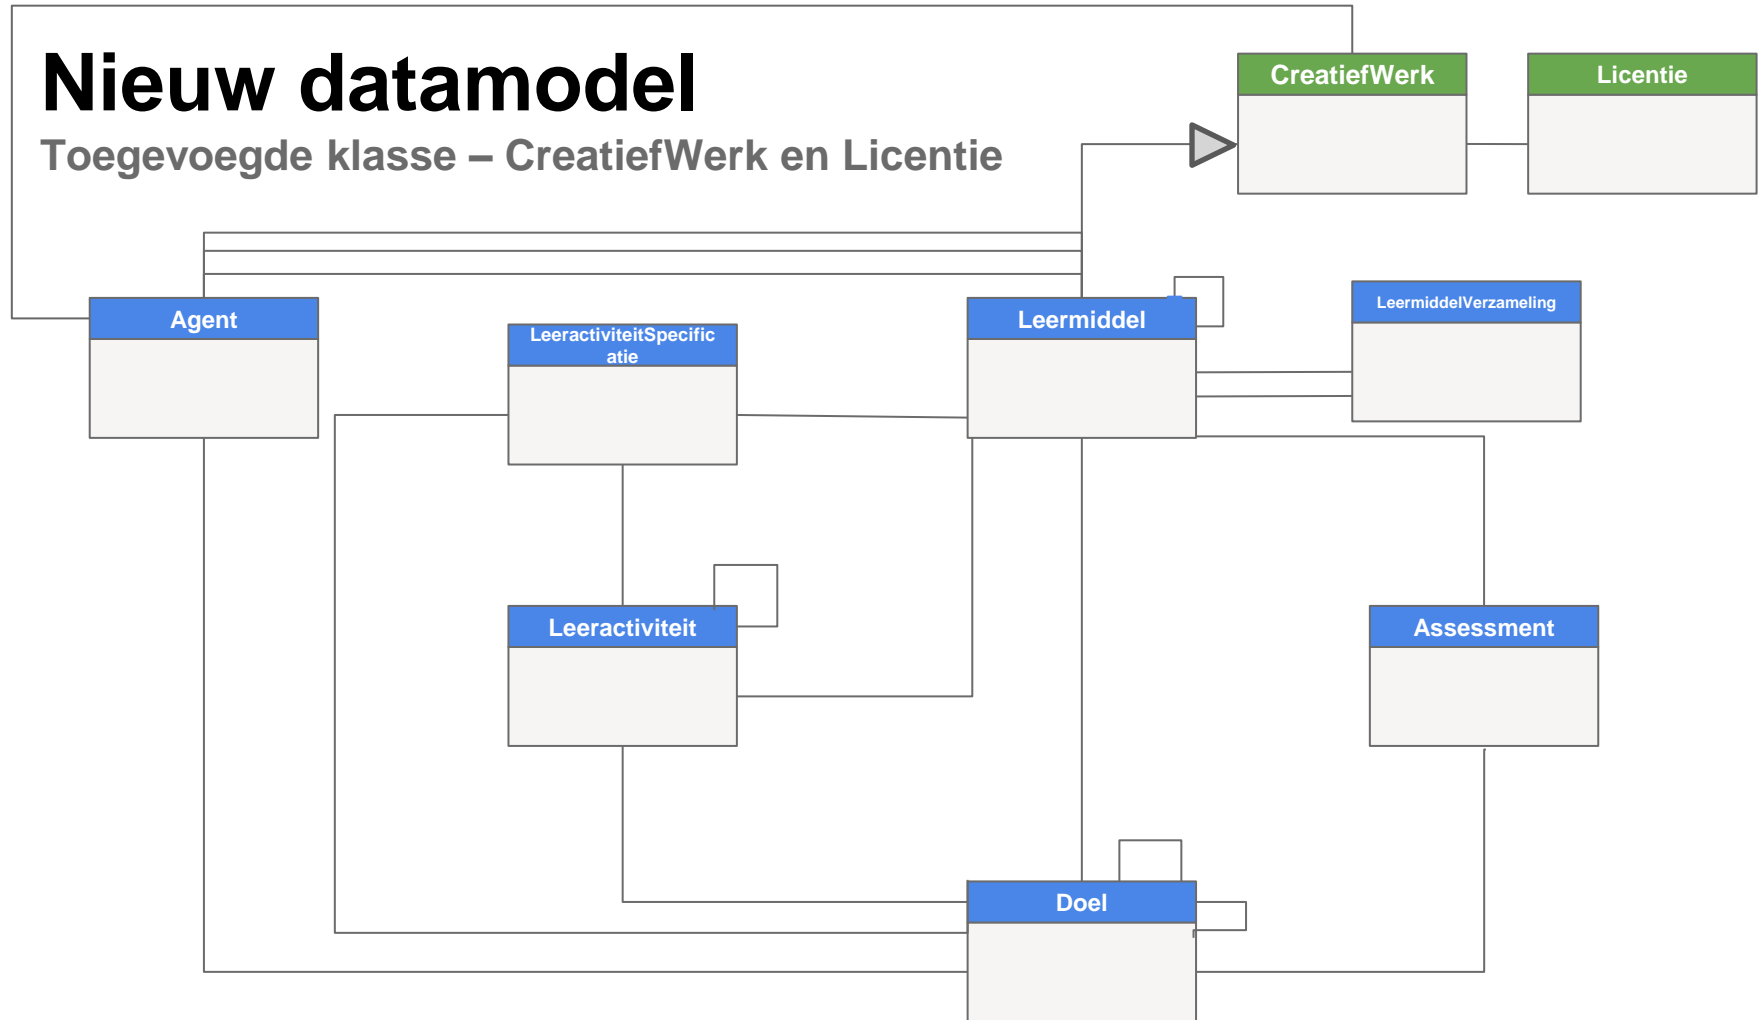 Nieuw datamodel
Toegevoegde klasse – CreatiefWerk en Licentie
CreatiefWerk
Licentie
Agent
LeeractiviteitSpecific
atie
Leermiddel
LeermiddelVerzameling
Leeractiviteit
Assessment
Doel